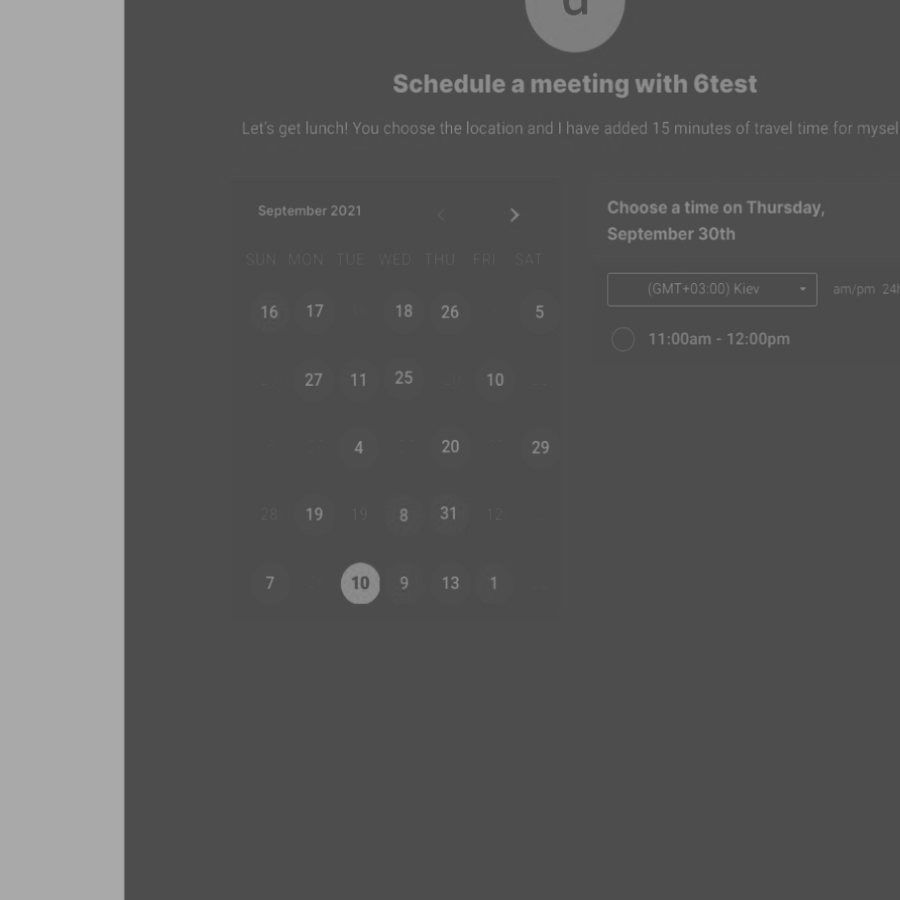 d
Schedule a meeting with 6test
Let's get lunch! You choose the location and I have added 15 minutes of travel time for mysel
September 2021
SUN MON TUE WED THU FRI SAT
16 17 18 26 5
27 11 25 10
4 20 29
28 19 19 8 31 12
7 10 9 13 1
Choose a time on Thursday,
September 30th
(GMT+03:00) Kiev am/pm 24h
11:00am - 12:00pm